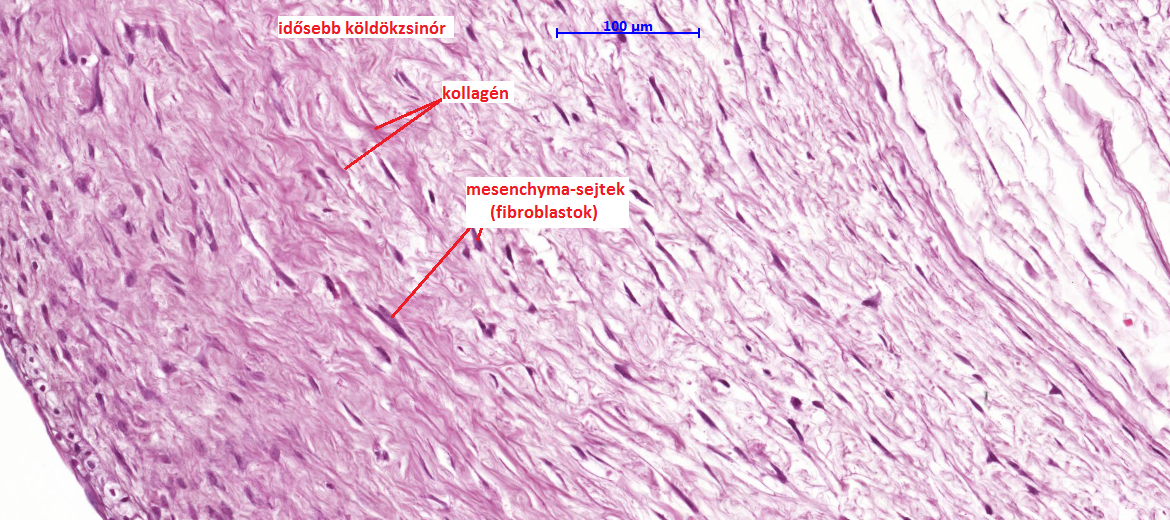 idősebb köldökzsinór
100 µm
kollagén
mesenchyma-sejtek
(fibroblastok)